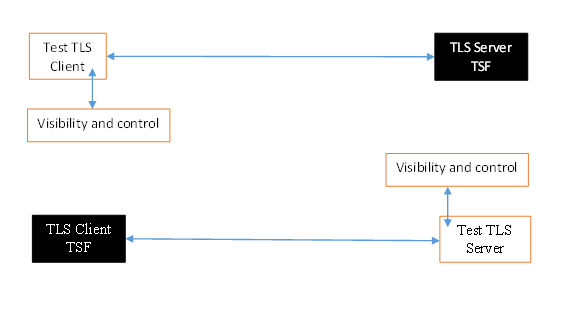 Test TLS
Client
TLS Server
TSF
Visibility and control
Visibility and control
TLS Client
TSF
Test TLS
Server